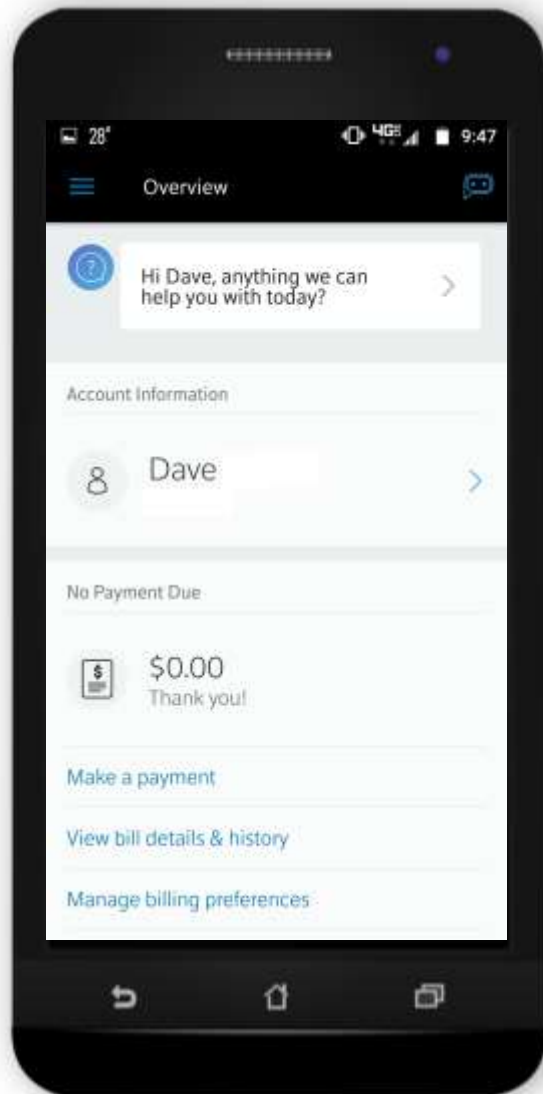 28°
4G
9:47
Overview
Hi Dave, anything we can
help you with today?
Account Information
Dave
No Payment Due
$0.00
Thank you!
Make a payment
View bill details & history
Manage billing preferences